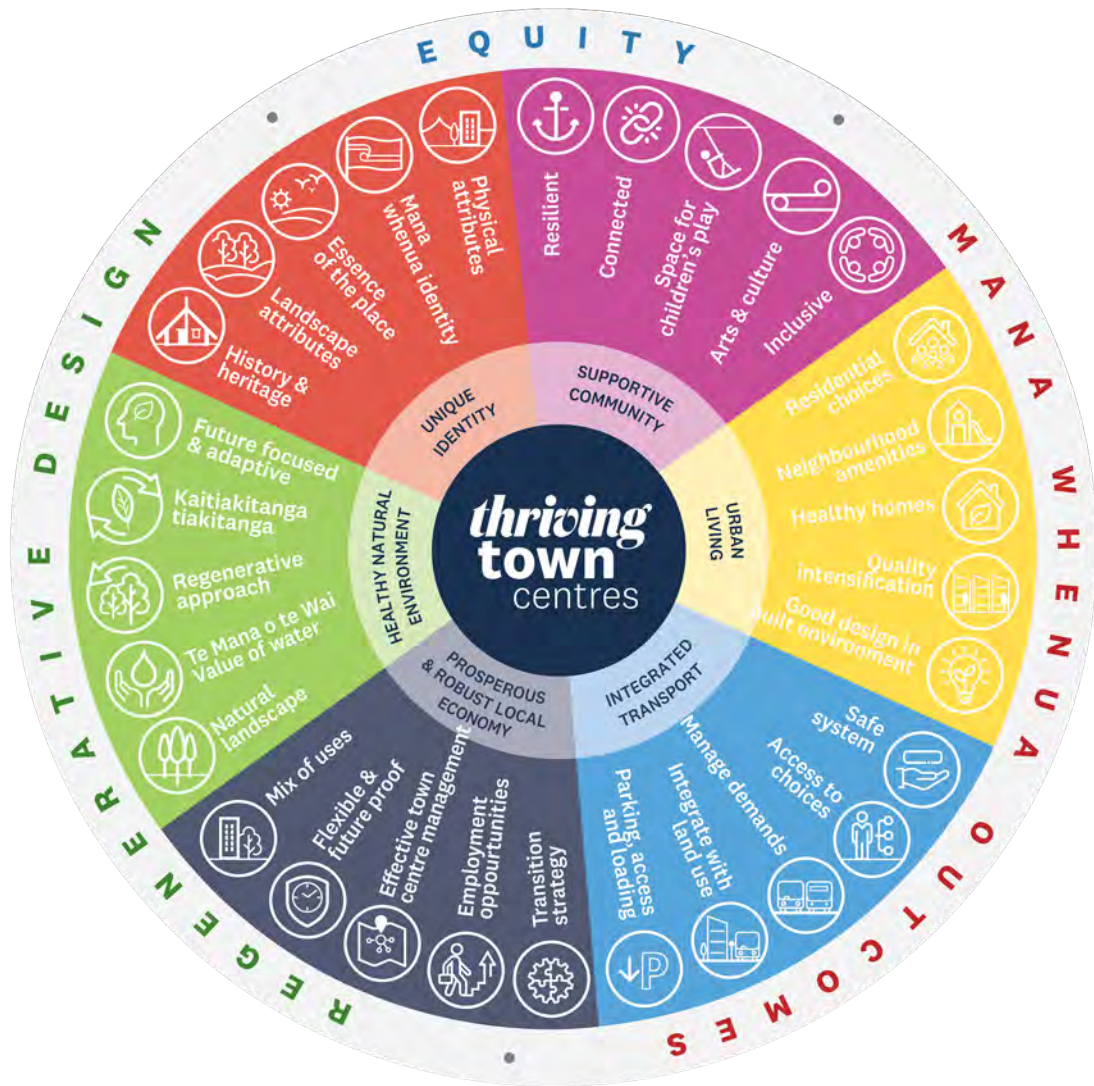 EQUITY
MANA WHENUA OUTCOMES
REGENERATIVE DESIGN
thriving
town
centres
SUPPORTIVE
COMMUNITY
Resilient
Connected
Space for
children's play
Arts & culture
Inclusive
URBAN
LIVING
Residential
choices
Neighbourhood
amenities
Healthy homes
Quality
intensification
Good design in
uilt environment
INTEGRATED
TRANSPORT
Safe
system
Access to
choices
Manage demands
Integrate with
land use
Parking, access
and loading
P
PROSPEROUS
& ROBUST LOCAL
ECONOMY
Transition
strategy
Employment
oppourtunities
Effective town
centre management
Flexible &
future proof
Mix of uses
HEALTHY NATURAL
ENVIRONMENT
Natural
landscape
Te Mana o te Wai
Value of water
Regenerative
approach
Kaitiakitanga
tiakitanga
Future focused
& adaptive
UNIQUE
IDENTITY
History &
heritage
Landscape
attributes
Essence
of the place
Mana
whenua identity
Physical
attributes